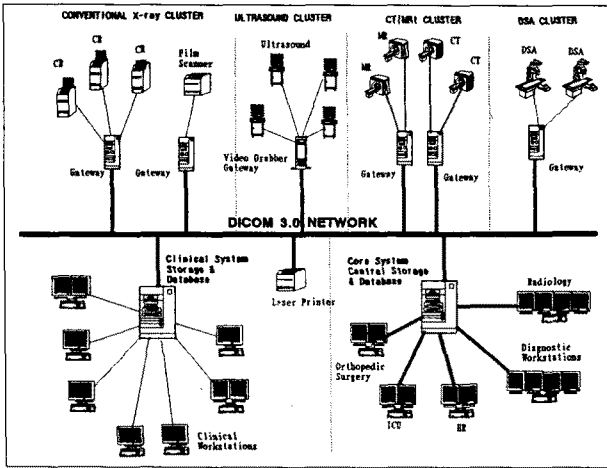 CONVENTIONAL X-ray CLUSTER
ULTRASOUND CLUSTER
CT/MRI CLUSTER
DSA CLUSTER
CR
CR
CR
Film
Scanner
Ultrasound
MR
CT
MR
CT
DSA
DSA
Gateway
Gateway
Video Grabber
Gateway
Gateway
Gateway
Gateway
DICOM 3.0 NETWORK
Clinical System
Storage &
Database
Laser Printer
Core System
Central Storage
& Database
Radiology
Orthopedic
Surgery
Diagnostic
Workstations
ICU
ER
Clinical
Workstations